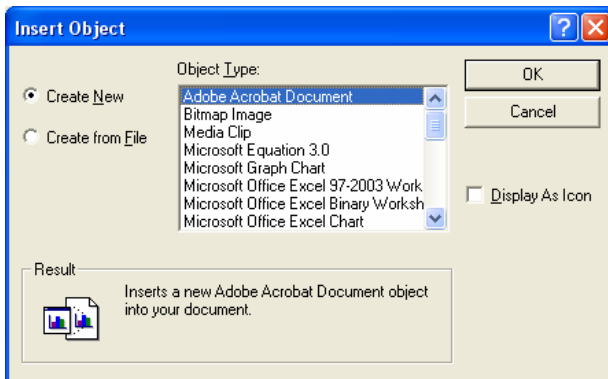 Insert Object
Object Type:
Create New
Create from File
Adobe Acrobat Document
Bitmap Image
Media Clip
Microsoft Equation 3.0
Microsoft Graph Chart
Microsoft Office Excel 97-2003 Work
Microsoft Office Excel Binary Worksh
Microsoft Office Excel Chart
OK
Cancel
Display As Icon
Result
Inserts a new Adobe Acrobat Document object
into your document.